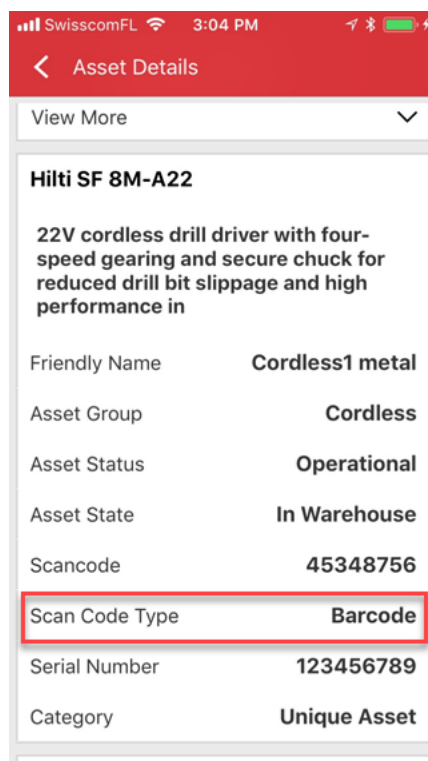 SwisscomFL 3:04 PM
Asset Details
View More
Hilti SF 8M-A22
22V cordless drill driver with four-
speed gearing and secure chuck for
reduced drill bit slippage and high
performance in
Friendly Name Cordless1 metal
Asset Group Cordless
Asset Status Operational
Asset State In Warehouse
Scancode 45348756
Scan Code Type Barcode
Serial Number 123456789
Category Unique Asset